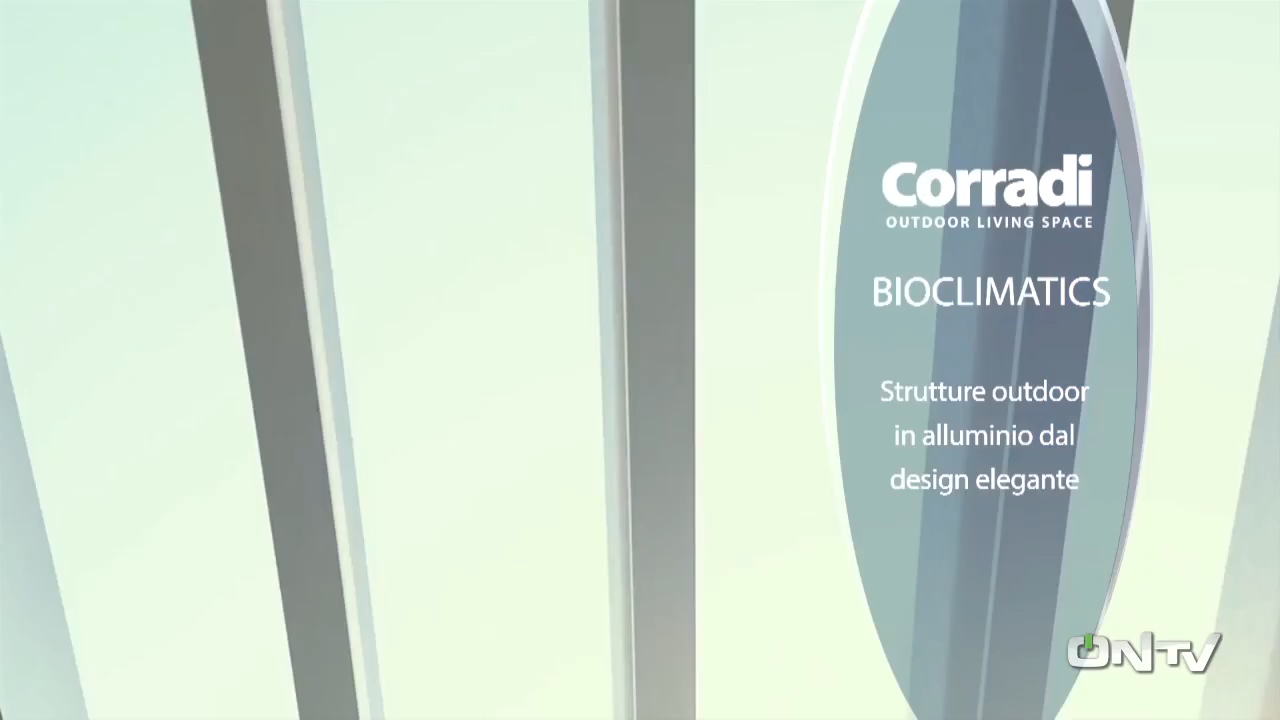 Corradi
OUTDOOR LIVING SPACE
BIOCLIMATICS
Strutture outdoor
in alluminio dal
design elegante
ONTV